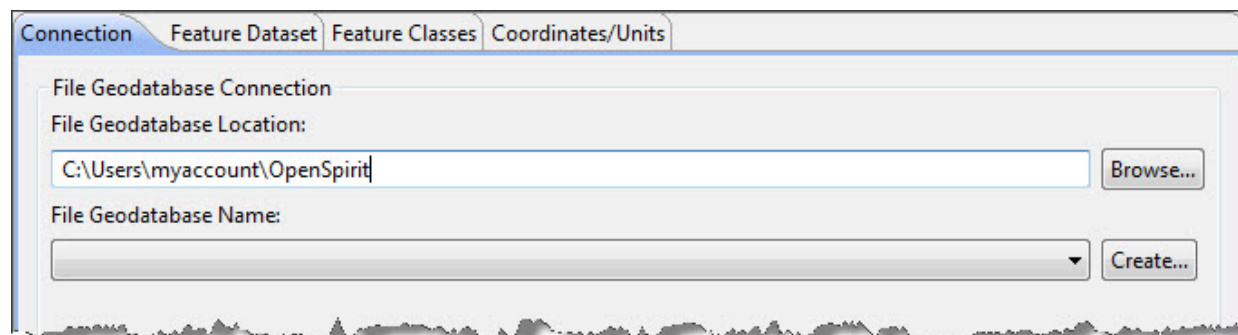 Connection Feature Dataset Feature Classes Coordinates/Units
File Geodatabase Connection
File Geodatabase Location:
C:\Users\myaccount\OpenSpirit Browse...
File Geodatabase Name:
Create...